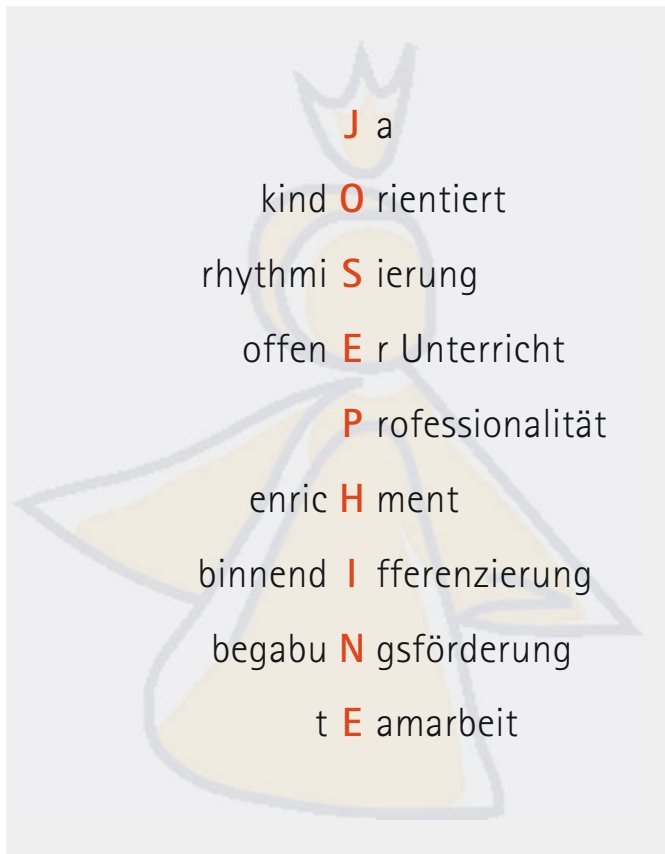 J a
kind O rientiert
rhythmi S ierung
offen E r Unterricht
P rofessionalität
enric H ment
binnend I fferenzierung
begabu N gsförderung
t E amarbeit